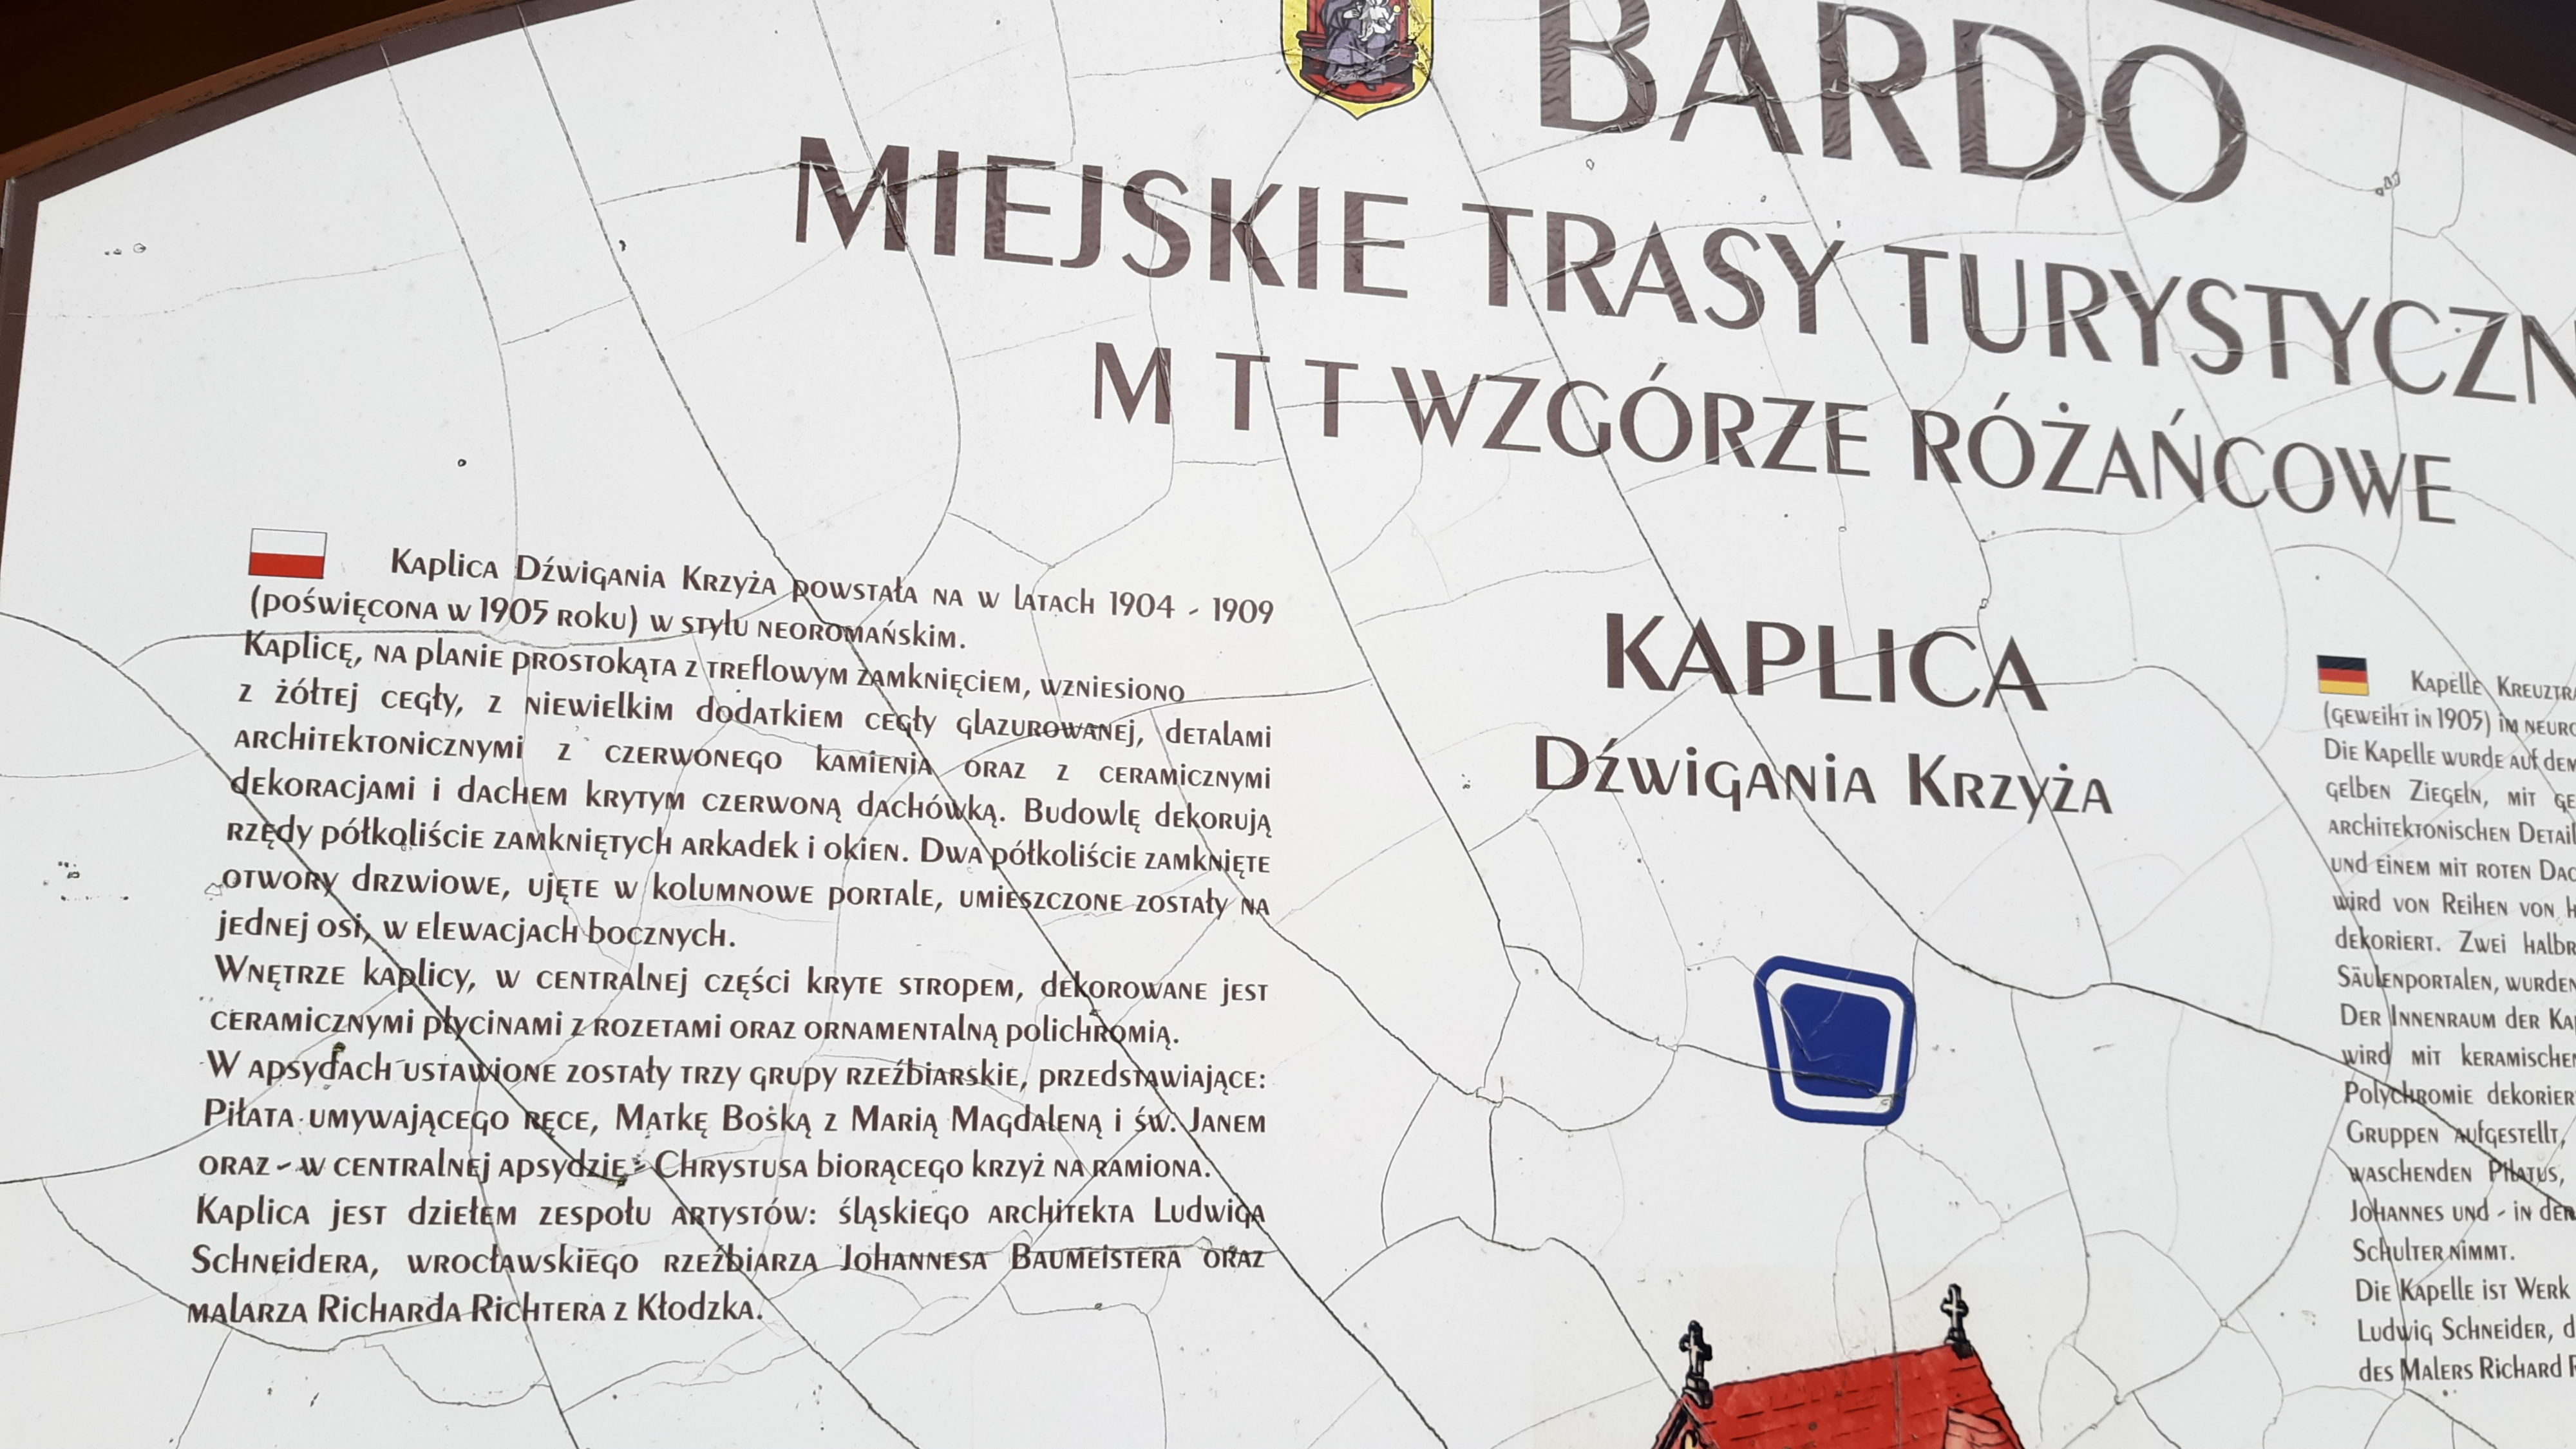 BARDO
MIEJSKIE TRASY TURYSTYCZN
M T T WZGÓRZE RÓŻAŃCOWE
KAPLICA
Dźwigania Krzyża
Kaplica Dźwigania Krzyża powstała na w latach 1904 - 1909
(poświęcona w 1905 roku) w stylu neoromańskim.
Kaplicę, na planie prostokąta z treflowym zamknięciem, wzniesiono
z żółtej cegły, z niewielkim dodatkiem cegły glazurowanej, detalami
architektonicznymi z czerwonego kamienia oraz z ceramicznymi
dekoracjami i dachem krytym czerwoną dachówką. Budowlę dekorują
rzędy półkoliście zamkniętych arkadek i okien. Dwa półkoliście zamknięte
otwory drzwiowe, ujęte w kolumnowe portale, umieszczone zostały na
jednej osi, w elewacjach bocznych.
Wnętrze kaplicy, w centralnej części kryte stropem, dekorowane jest
ceramicznymi płycinami z rozetami oraz ornamentalną polichromią.
W apsydach ustawione zostały trzy grupy rzeźbiarskie, przedstawiające:
Piłata umywającego ręce, Matkę Boską z Marią Magdaleną i św. Janem
oraz - w centralnej apsydzie - Chrystusa biorącego krzyż na ramiona.
Kaplica jest dziełem zespołu artystów: śląskiego architekta Ludwiga
Schneidera, wrocławskiego rzeźbiarza Johannesa Baumeistera oraz
malarza Richarda Richtera z Kłodzka.
Kapelle
(geweiht in 1905) im
Die Kapelle wurde auf dem
gelben Ziegeln, mit
architektonischen
und einem mit roten
wird von Reihen von
dekoriert. Zwei
Säulenportalen, wurden
Der Innenraum der
wird mit
Polychromie
Gruppen aufgestellt,
waschenden Pilatus,
Johannes und - in der
Schulter nimmt.
Die Kapelle ist Werk
Ludwig Schneider,
des Malers Richard